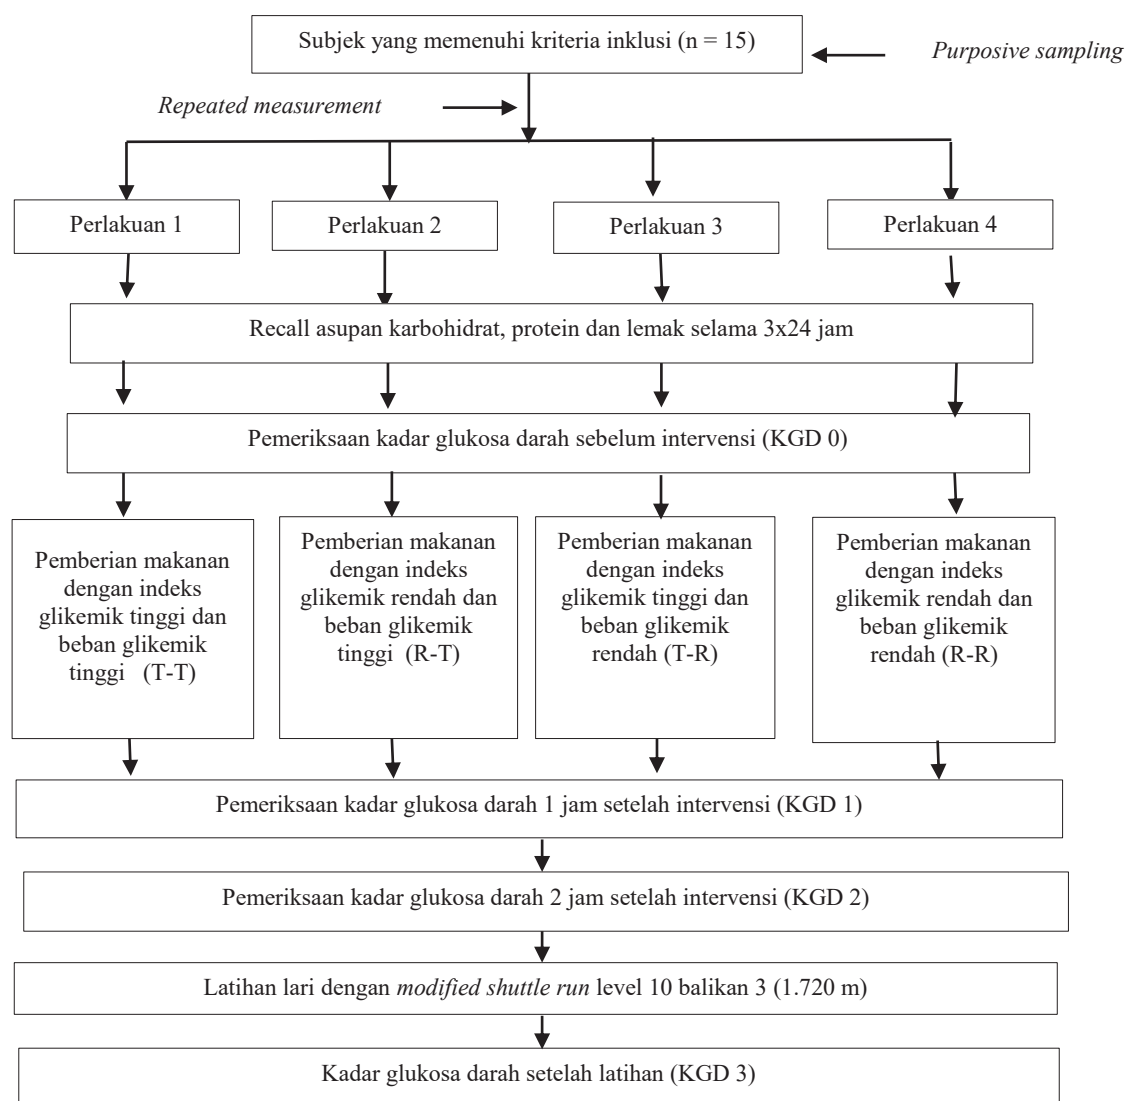 Subjek yang memenuhi kriteria inklusi (n = 15)
Purposive sampling
Repeated measurement
Perlakuan 1
Perlakuan 2
Perlakuan 3
Perlakuan 4
Recall asupan karbohidrat, protein dan lemak selama 3x24 jam
Pemeriksaan kadar glukosa darah sebelum intervensi (KGD 0)
Pemberian makanan
dengan indeks
glikemik tinggi dan
beban glikemik
tinggi (T-T)
Pemberian makanan
dengan indeks
glikemik rendah dan
beban glikemik
tinggi (R-T)
Pemberian makanan
dengan indeks
glikemik tinggi dan
beban glikemik
rendah (T-R)
Pemberian makanan
dengan indeks
glikemik rendah dan
beban glikemik
rendah (R-R)
Pemeriksaan kadar glukosa darah 1 jam setelah intervensi (KGD 1)
Pemeriksaan kadar glukosa darah 2 jam setelah intervensi (KGD 2)
Latihan lari dengan modified shuttle run level 10 balikan 3 (1.720 m)
Kadar glukosa darah setelah latihan (KGD 3)